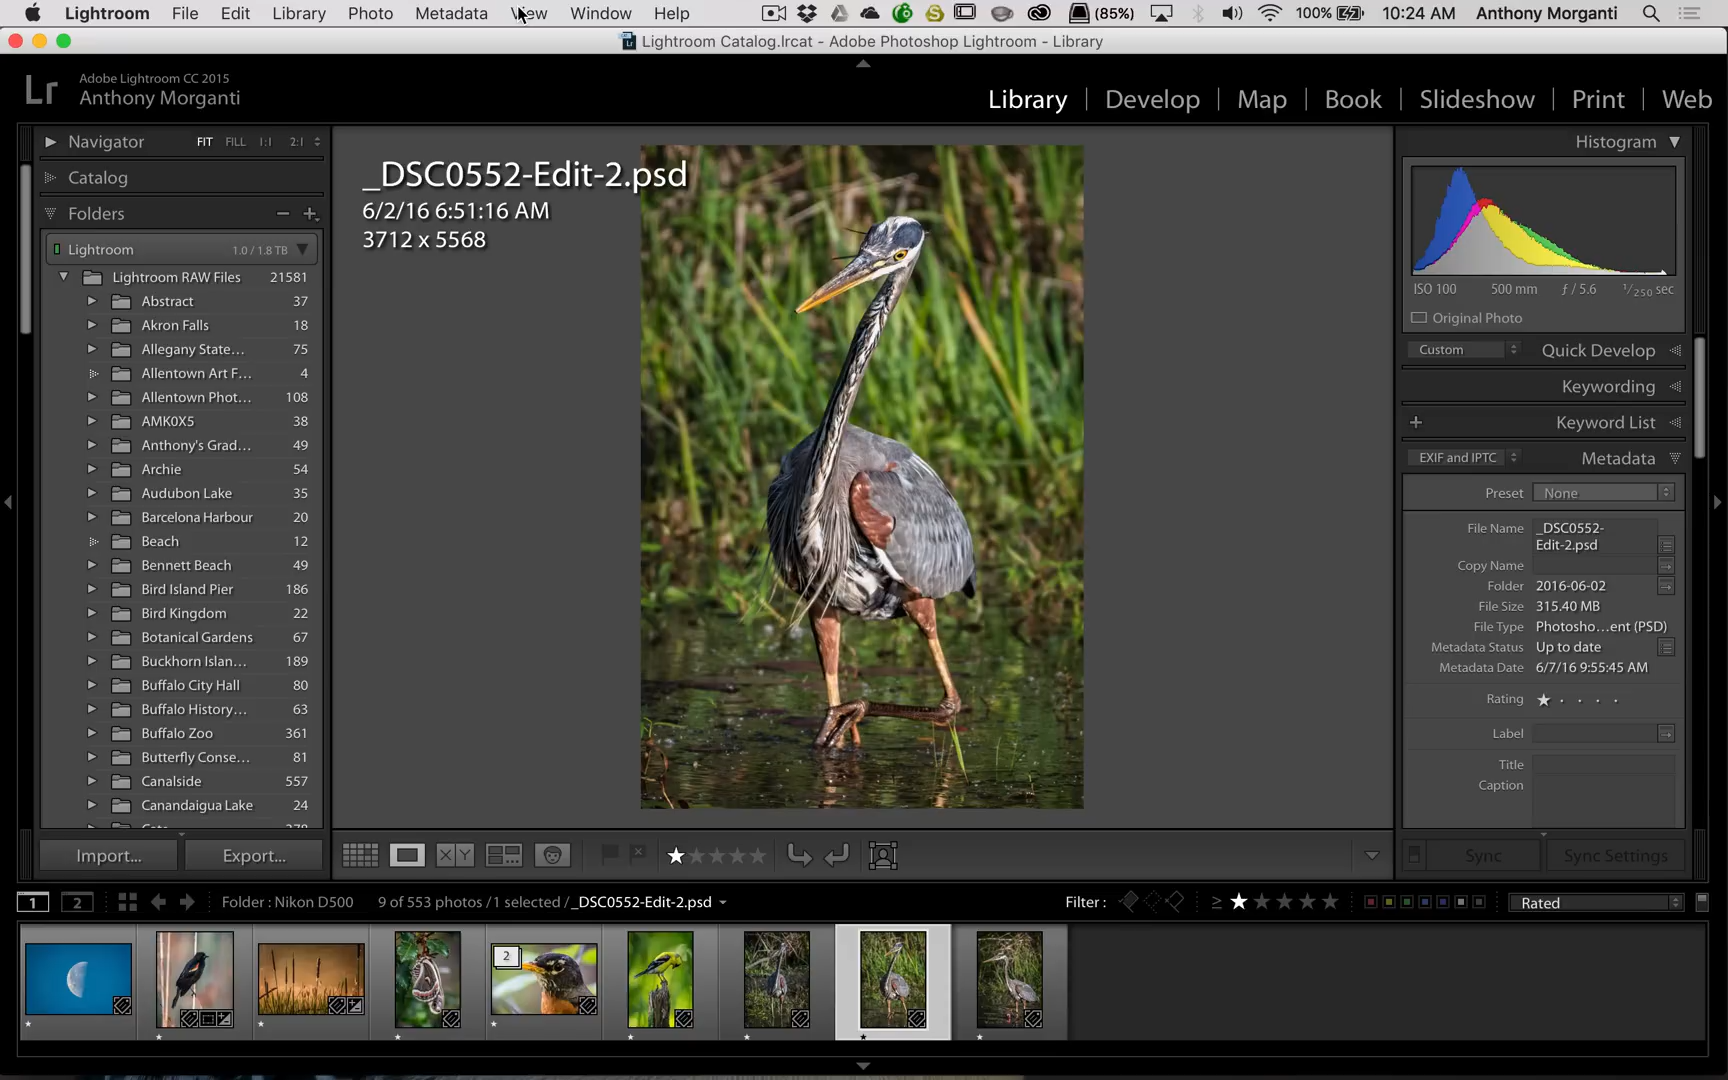 Lightroom File Edit Library Photo Metadata View Window Help (85%) 100% 10:24 AM Anthony Morganti
Lightroom Catalog.lrcat - Adobe Photoshop Lightroom - Library
Lr Adobe Lightroom CC 2015
Anthony Morganti
Library | Develop | Map | Book | Slideshow | Print | Web
Navigator FIT FILL 1:1 2:1
Catalog
Folders
Lightroom 1.0 / 1.8 TB
Lightroom RAW Files 21581
Abstract 37
Akron Falls 18
Allegany State... 75
Allentown Art F... 4
Allentown Phot... 108
AMK0X5 38
Anthony's Grad... 49
Archie 54
Audubon Lake 35
Barcelona Harbour 20
Beach 12
Bennett Beach 49
Bird Island Pier 186
Bird Kingdom 22
Botanical Gardens 67
Buckhorn Islan... 189
Buffalo City Hall 80
Buffalo History... 63
Buffalo Zoo 361
Butterfly Conse... 81
Canalside 557
Canandaigua Lake 24
Import... Export...
_DSC0552-Edit-2.psd
6/2/16 6:51:16 AM
3712 x 5568
Histogram
ISO 100 500 mm ƒ / 5.6 1/250 sec
Original Photo
Custom Quick Develop
Keywording
Keyword List
EXIF and IPTC Metadata
Preset None
File Name _DSC0552-
Edit-2.psd
Copy Name
Folder 2016-06-02
File Size 315.40 MB
File Type Photosho...ent (PSD)
Metadata Status Up to date
Metadata Date 6/7/16 9:55:45 AM
Rating
Label
Title
Caption
Sync Sync Settings
X Y
1 2 Folder : Nikon D500 9 of 553 photos / 1 selected / _DSC0552-Edit-2.psd Filter : ≥ Rated
2